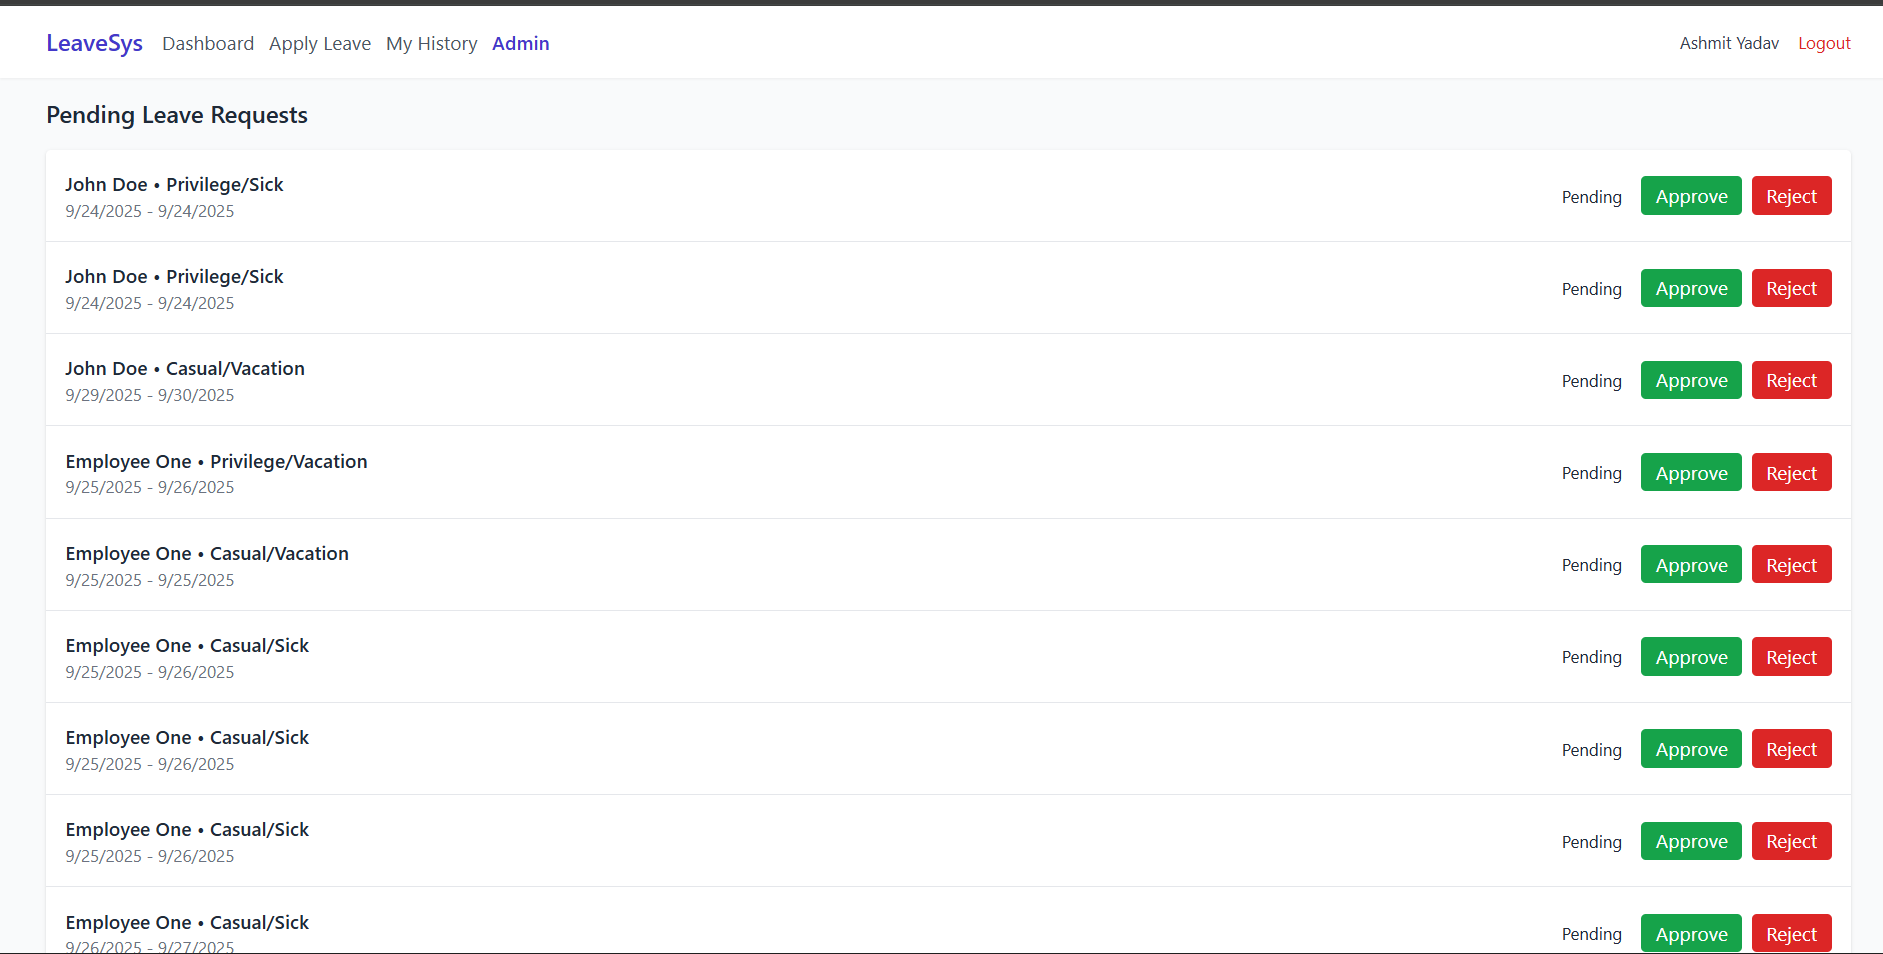 LeaveSys Dashboard Apply Leave My History Admin Ashmit Yadav Logout
Pending Leave Requests
John Doe • Privilege/Sick
9/24/2025 - 9/24/2025
Pending Approve Reject
John Doe • Privilege/Sick
9/24/2025 - 9/24/2025
Pending Approve Reject
John Doe • Casual/Vacation
9/29/2025 - 9/30/2025
Pending Approve Reject
Employee One • Privilege/Vacation
9/25/2025 - 9/26/2025
Pending Approve Reject
Employee One • Casual/Vacation
9/25/2025 - 9/25/2025
Pending Approve Reject
Employee One • Casual/Sick
9/25/2025 - 9/26/2025
Pending Approve Reject
Employee One • Casual/Sick
9/25/2025 - 9/26/2025
Pending Approve Reject
Employee One • Casual/Sick
9/25/2025 - 9/26/2025
Pending Approve Reject
Employee One • Casual/Sick
9/26/2025 - 9/27/2025
Pending Approve Reject